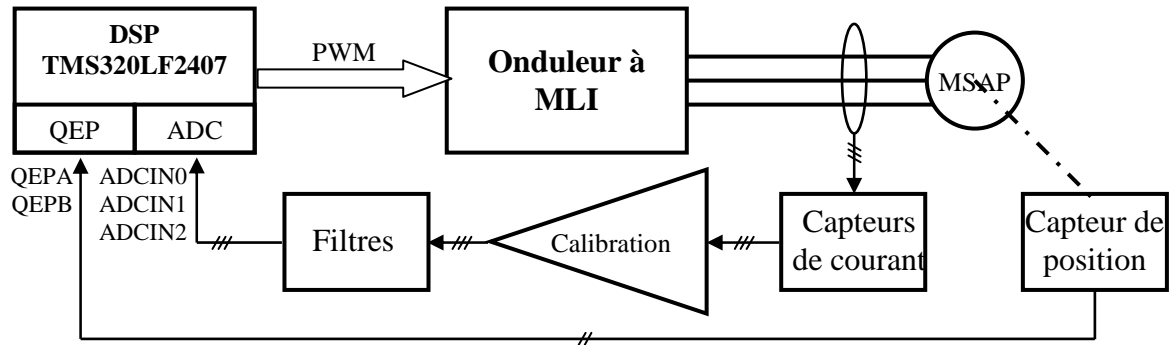 DSP
TMS320LF2407
PWM
Onduleur à
MLI
MSAP
QEP
ADC
QEPA
QEPB
ADCIN0
ADCIN1
ADCIN2
Filtres
Calibration
Capteurs
de courant
Capteur de
position